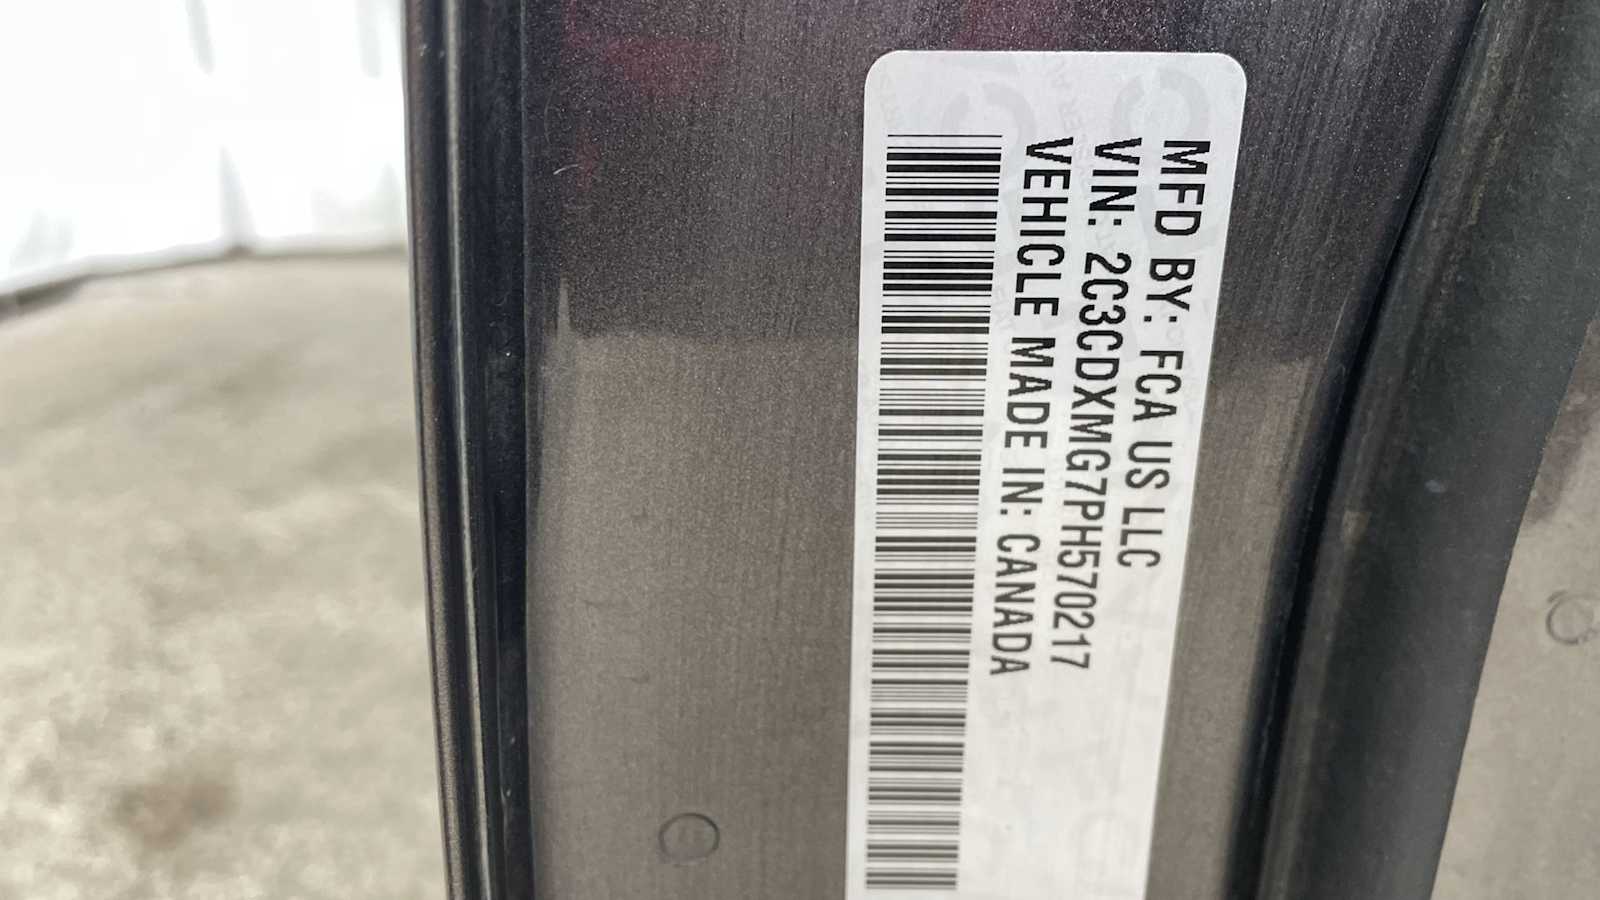 MFD BY: FCA US LLC
VIN: 2C3CDXMG7PH570217
VEHICLE MADE IN: CANADA